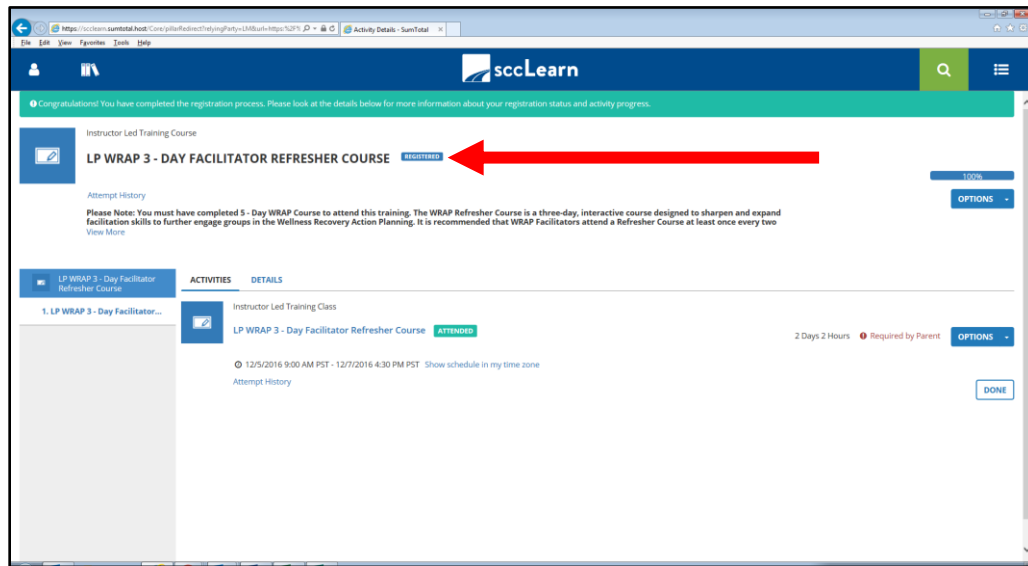 https://scclearn.sumtotal.host/Core/pillarRedirect?relyingParty=LM&url=https:%2F%
Activity Details - SumTotal
File Edit View Favorites Tools Help
sccLearn
Congratulations! You have completed the registration process. Please look at the details below for more information about your registration status and activity progress.
Instructor Led Training Course
LP WRAP 3 - DAY FACILITATOR REFRESHER COURSE REGISTERED
100%
Attempt History
OPTIONS
Please Note: You must have completed 5 - Day WRAP Course to attend this training. The WRAP Refresher Course is a three-day, interactive course designed to sharpen and expand
facilitation skills to further engage groups in the Wellness Recovery Action Planning. It is recommended that WRAP Facilitators attend a Refresher Course at least once every two
View More
LP WRAP 3 - Day Facilitator
Refresher Course
1. LP WRAP 3 - Day Facilitator...
ACTIVITIES DETAILS
Instructor Led Training Class
LP WRAP 3 - Day Facilitator Refresher Course ATTENDED
2 Days 2 Hours Required by Parent OPTIONS
12/5/2016 9:00 AM PST - 12/7/2016 4:30 PM PST Show schedule in my time zone
Attempt History
DONE